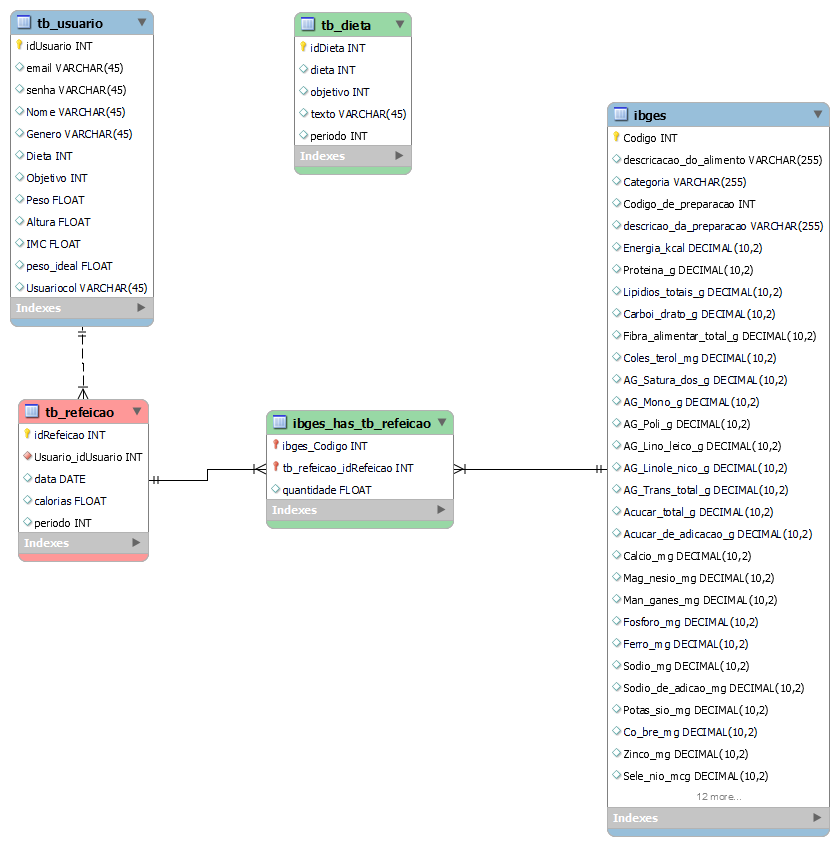 tb_usuario
idUsuario INT
email VARCHAR(45)
senha VARCHAR(45)
Nome VARCHAR(45)
Genero VARCHAR(45)
Dieta INT
Objetivo INT
Peso FLOAT
Altura FLOAT
IMC FLOAT
peso_ideal FLOAT
Usuariocol VARCHAR(45)
Indexes
tb_dieta
idDieta INT
dieta INT
objetivo INT
texto VARCHAR(45)
periodo INT
Indexes
tb_refeicao
idRefeicao INT
Usuario_idUsuario INT
data DATE
calorias FLOAT
periodo INT
Indexes
ibges_has_tb_refeicao
ibges_Codigo INT
tb_refeicao_idRefeicao INT
quantidade FLOAT
Indexes
ibges
Codigo INT
descricacao_do_alimento VARCHAR(255)
Categoria VARCHAR(255)
Codigo_de_preparacao INT
descricao_da_preparacao VARCHAR(255)
Energia_kcal DECIMAL(10,2)
Proteina_g DECIMAL(10,2)
Lipidios_totais_g DECIMAL(10,2)
Carboi_drato_g DECIMAL(10,2)
Fibra_alimentar_total_g DECIMAL(10,2)
Coles_terol_mg DECIMAL(10,2)
AG_Satura_dos_g DECIMAL(10,2)
AG_Mono_g DECIMAL(10,2)
AG_Poli_g DECIMAL(10,2)
AG_Lino_leico_g DECIMAL(10,2)
AG_Linole_nico_g DECIMAL(10,2)
AG_Trans_total_g DECIMAL(10,2)
Acucar_total_g DECIMAL(10,2)
Acucar_de_adicacao_g DECIMAL(10,2)
Calcio_mg DECIMAL(10,2)
Mag_nesio_mg DECIMAL(10,2)
Man_ganes_mg DECIMAL(10,2)
Fosforo_mg DECIMAL(10,2)
Ferro_mg DECIMAL(10,2)
Sodio_mg DECIMAL(10,2)
Sodio_de_adicao_mg DECIMAL(10,2)
Potas_sio_mg DECIMAL(10,2)
Co_bre_mg DECIMAL(10,2)
Zinco_mg DECIMAL(10,2)
Sele_nio_mcg DECIMAL(10,2)
12 more...
Indexes